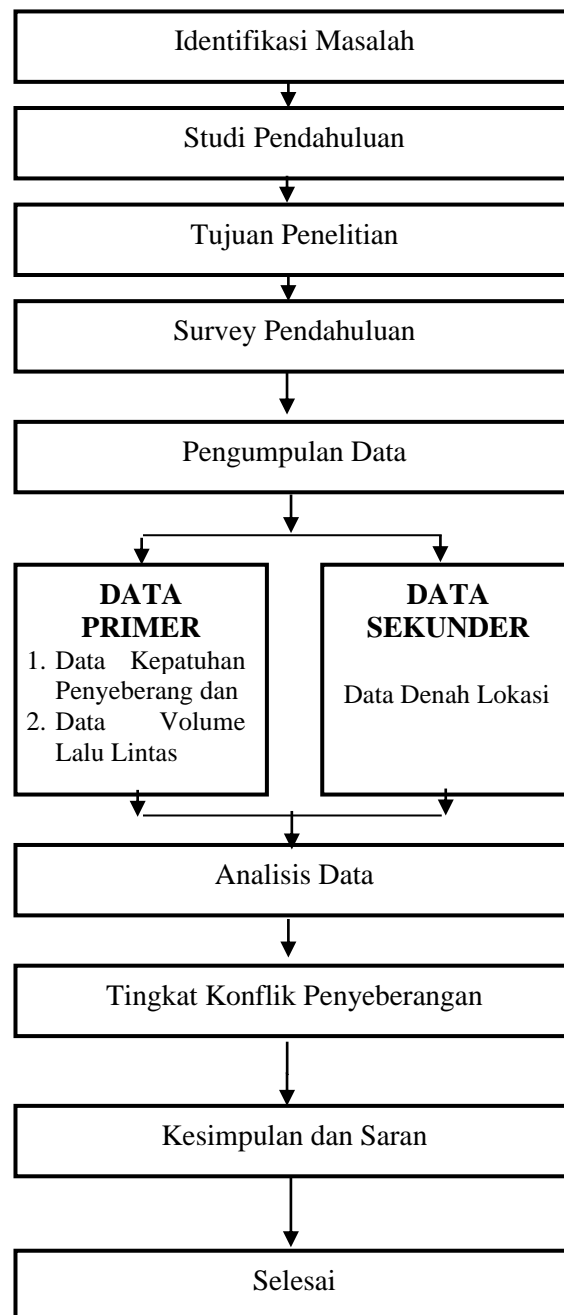 Identifikasi Masalah
Studi Pendahuluan
Tujuan Penelitian
Survey Pendahuluan
Pengumpulan Data
DATA
PRIMER
1. Data Kepatuhan
Penyeberang dan
2. Data Volume
Lalu Lintas
DATA
SEKUNDER
Data Denah Lokasi
Analisis Data
Tingkat Konflik Penyeberangan
Kesimpulan dan Saran
Selesai